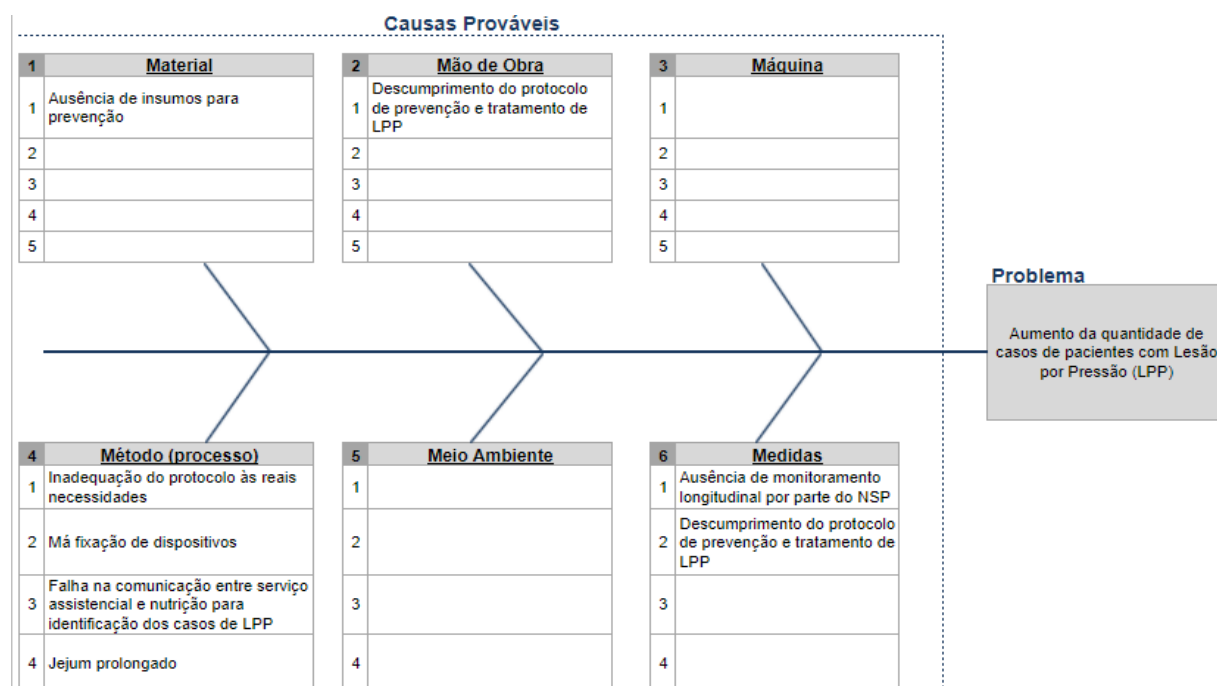 Causas Prováveis
1 Material
1 Ausência de insumos para
prevenção
2
3
4
5
2 Mão de Obra
Descumprimento do protocolo
1 de prevenção e tratamento de
LPP
2
3
4
5
3 Máquina
1
2
3
4
5
Problema
Aumento da quantidade de
casos de pacientes com Lesão
por Pressão (LPP)
4 Método (processo)
1 Inadequação do protocolo às reais
necessidades
2 Má fixação de dispositivos
Falha na comunicação entre serviço
3 assistencial e nutrição para
identificação dos casos de LPP
4 Jejum prolongado
5 Meio Ambiente
1
2
3
4
6 Medidas
1 Ausência de monitoramento
longitudinal por parte do NSP
Descumprimento do protocolo
2 de prevenção e tratamento de
LPP
3
4